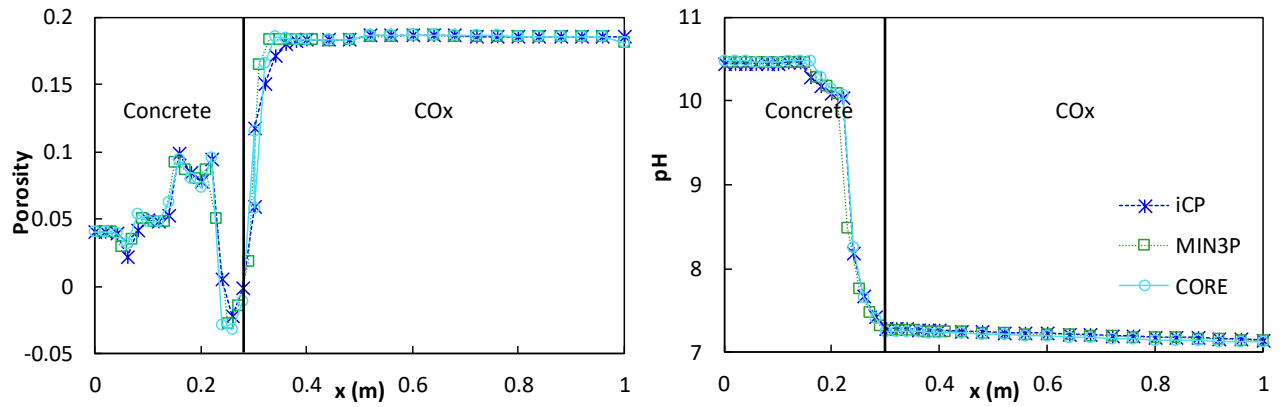 0.2
0.15
0.1
0.05
0
-0.05
Porosity
Concrete
COx
0 0.2 0.4 0.6 0.8 1
x (m)
11
10
9
8
7
pH
Concrete
COx
iCP
MIN3P
CORE
0 0.2 0.4 0.6 0.8 1
x (m)